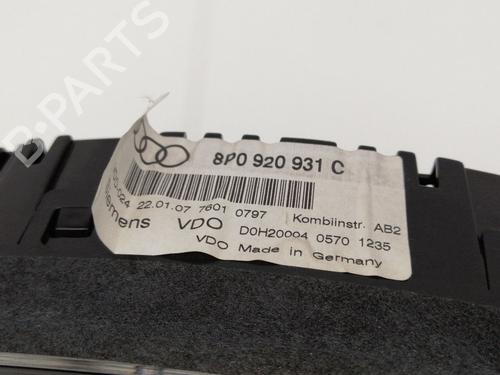 B-PARTS
8P0 920 931 C
22.01.07 7601 0797 Kombiinstr. AB2
Siemens VDO D0H20004 0570 1235
VDO Made in Germany